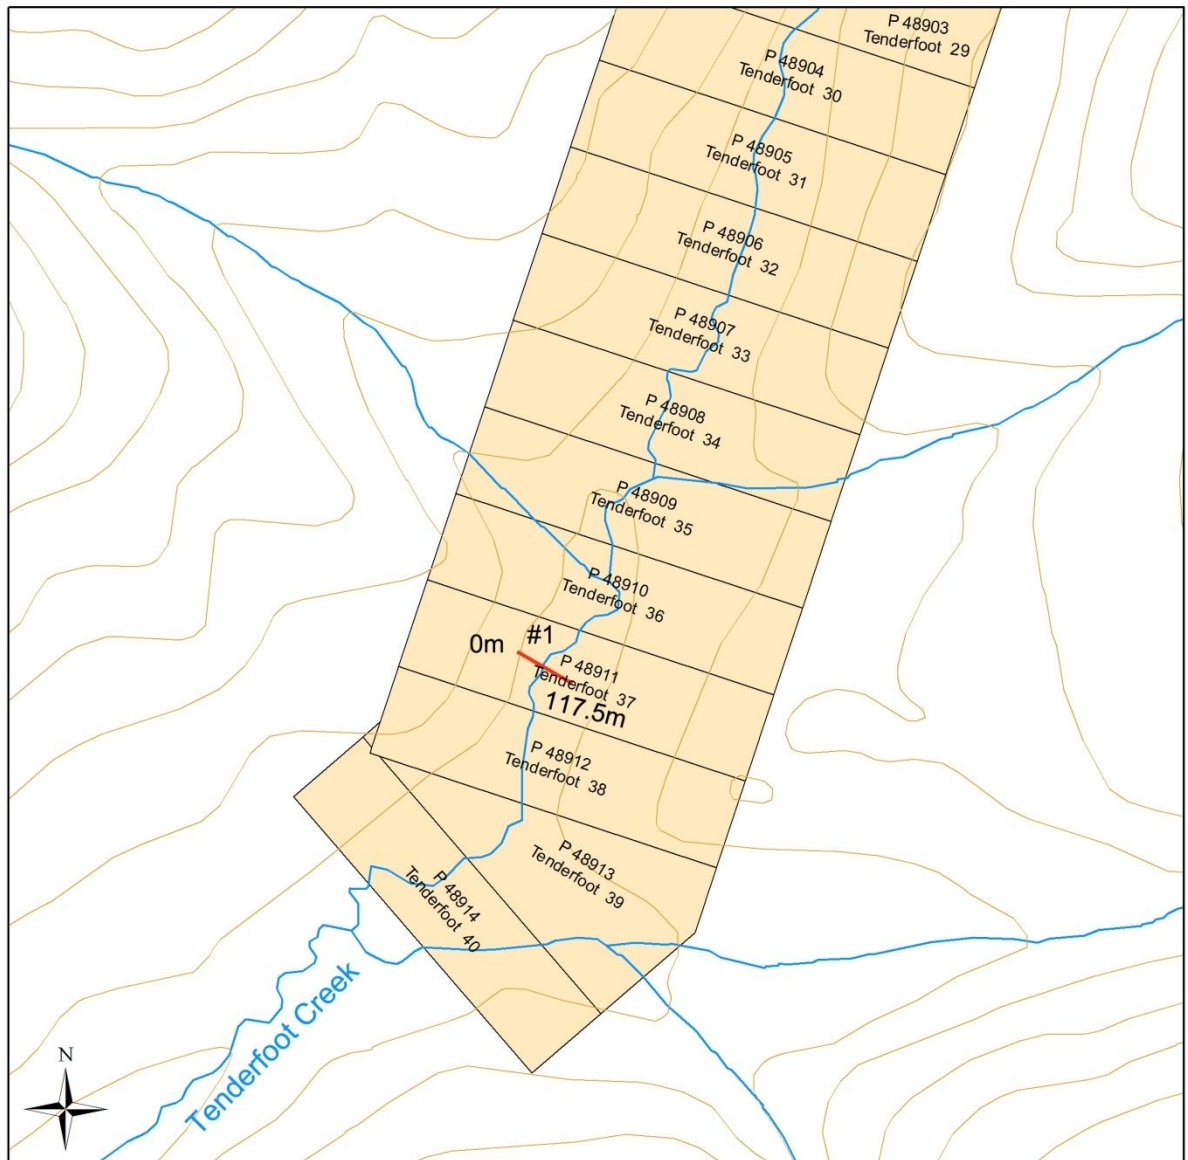 P 48903
Tenderfoot 29
P 48904
Tenderfoot 30
P 48905
Tenderfoot 31
P 48906
Tenderfoot 32
P 48907
Tenderfoot 33
P 48908
Tenderfoot 34
P 48909
Tenderfoot 35
P 48910
Tenderfoot 36
0m
#1
P 48911
Tenderfoot 37
117.5m
P 48912
Tenderfoot 38
P 48913
Tenderfoot 39
P 48914
Tenderfoot 40
Tenderfoot Creek
N